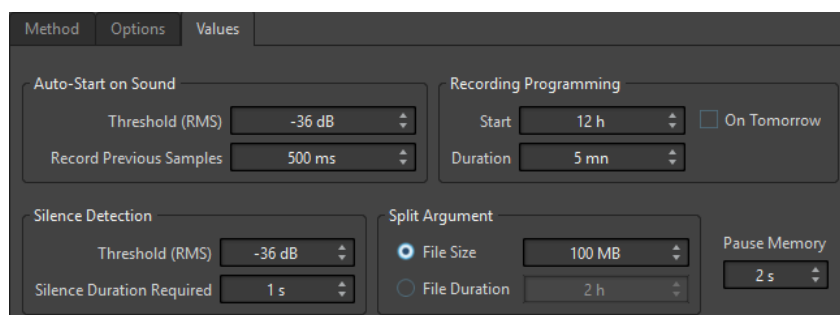 Method Options Values
Auto-Start on Sound
Threshold (RMS) -36 dB
Record Previous Samples 500 ms
Recording Programming
Start 12 h On Tomorrow
Duration 5 mn
Silence Detection
Threshold (RMS) -36 dB
Silence Duration Required 1 s
Split Argument
File Size 100 MB
File Duration 2 h
Pause Memory
2 s